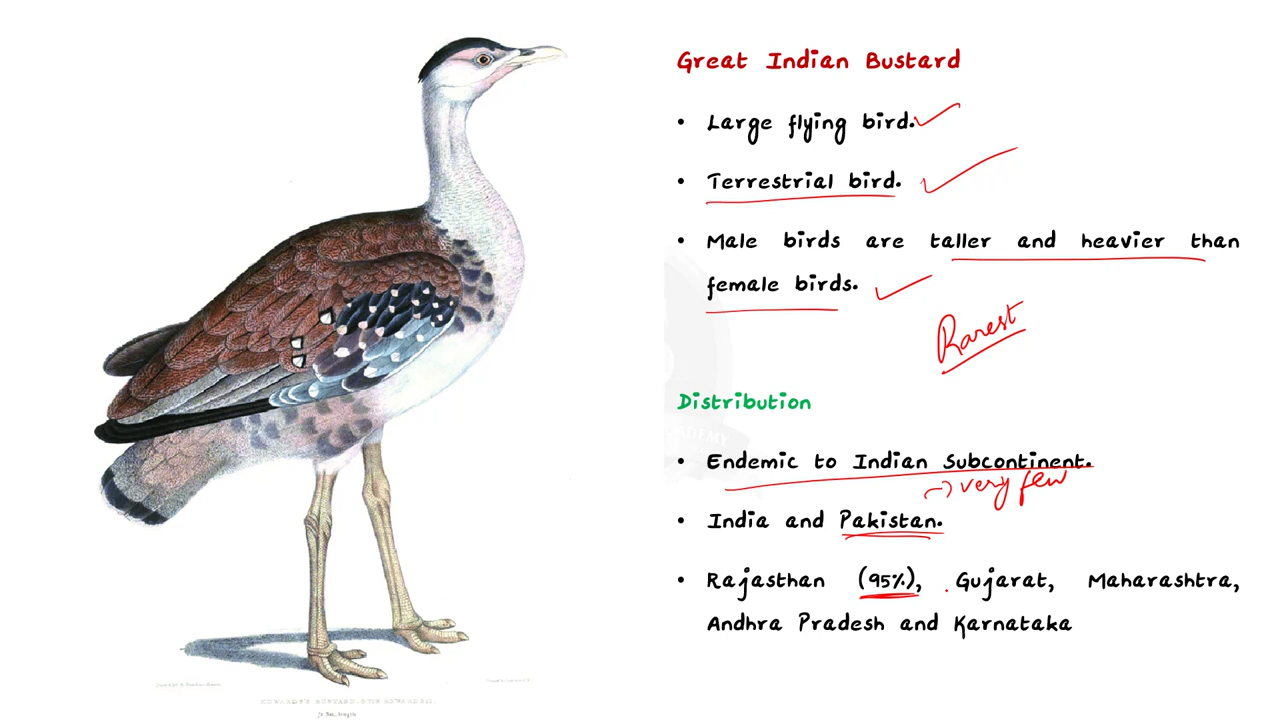 Great Indian Bustard
• Large flying bird.
• Terrestrial bird.
• Male birds are taller and heavier than
female birds.
Rarest
Distribution
• Endemic to Indian Subcontinent.
→ very few
• India and Pakistan.
• Rajasthan (95%), Gujarat, Maharashtra,
Andhra Pradesh and Karnataka
ADEMY